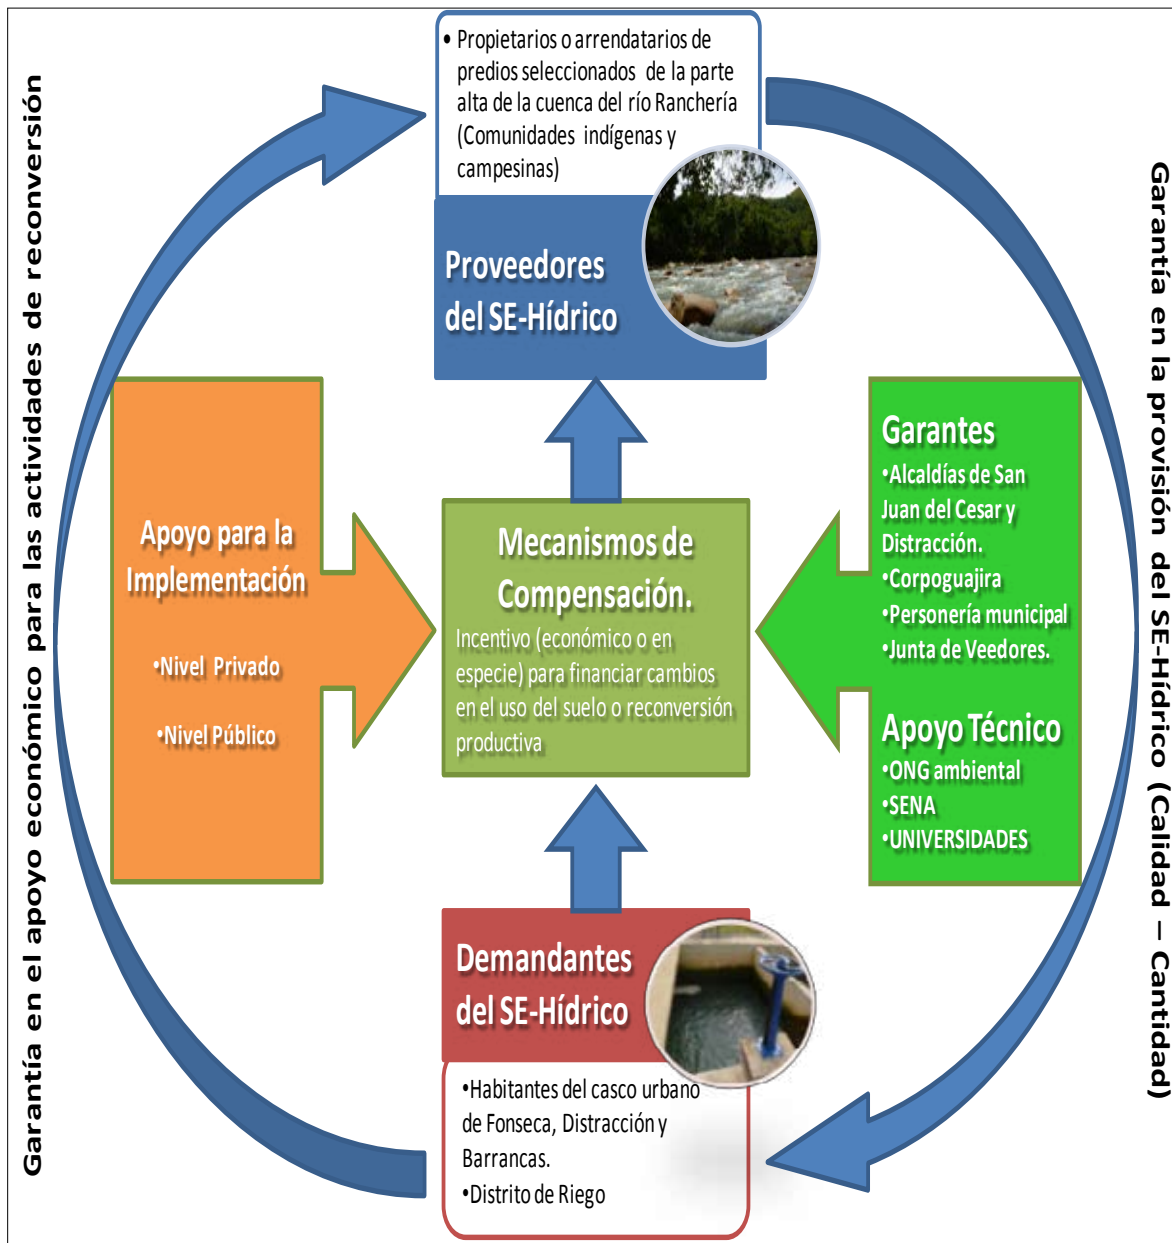 Garantía en el apoyo económico para las actividades de reconversión
• Propietarios o arrendatarios de
predios seleccionados de la parte
alta de la cuenca del río Ranchería
(Comunidades indígenas y
campesinas)
Proveedores
del SE-Hídrico
Apoyo para la
Implementación
•Nivel Privado
•Nivel Público
Mecanismos de
Compensación.
Incentivo (económico o en
especie) para financiar cambios
en el uso del suelo o reconversión
productiva
Garantes
•Alcaldías de San
Juan del Cesar y
Distracción.
•Corpoguajira
•Personería municipal
•Junta de Veedores.
Apoyo Técnico
•ONG ambiental
•SENA
•UNIVERSIDADES
Demandantes
del SE-Hídrico
•Habitantes del casco urbano
de Fonseca, Distracción y
Barrancas.
•Distrito de Riego
Garantía en la provisión del SE-Hídrico (Calidad – Cantidad)